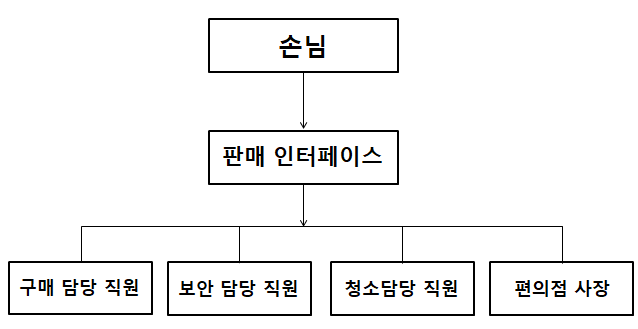 손님
판매 인터페이스
구매 담당 직원
보안 담당 직원
청소담당 직원
편의점 사장